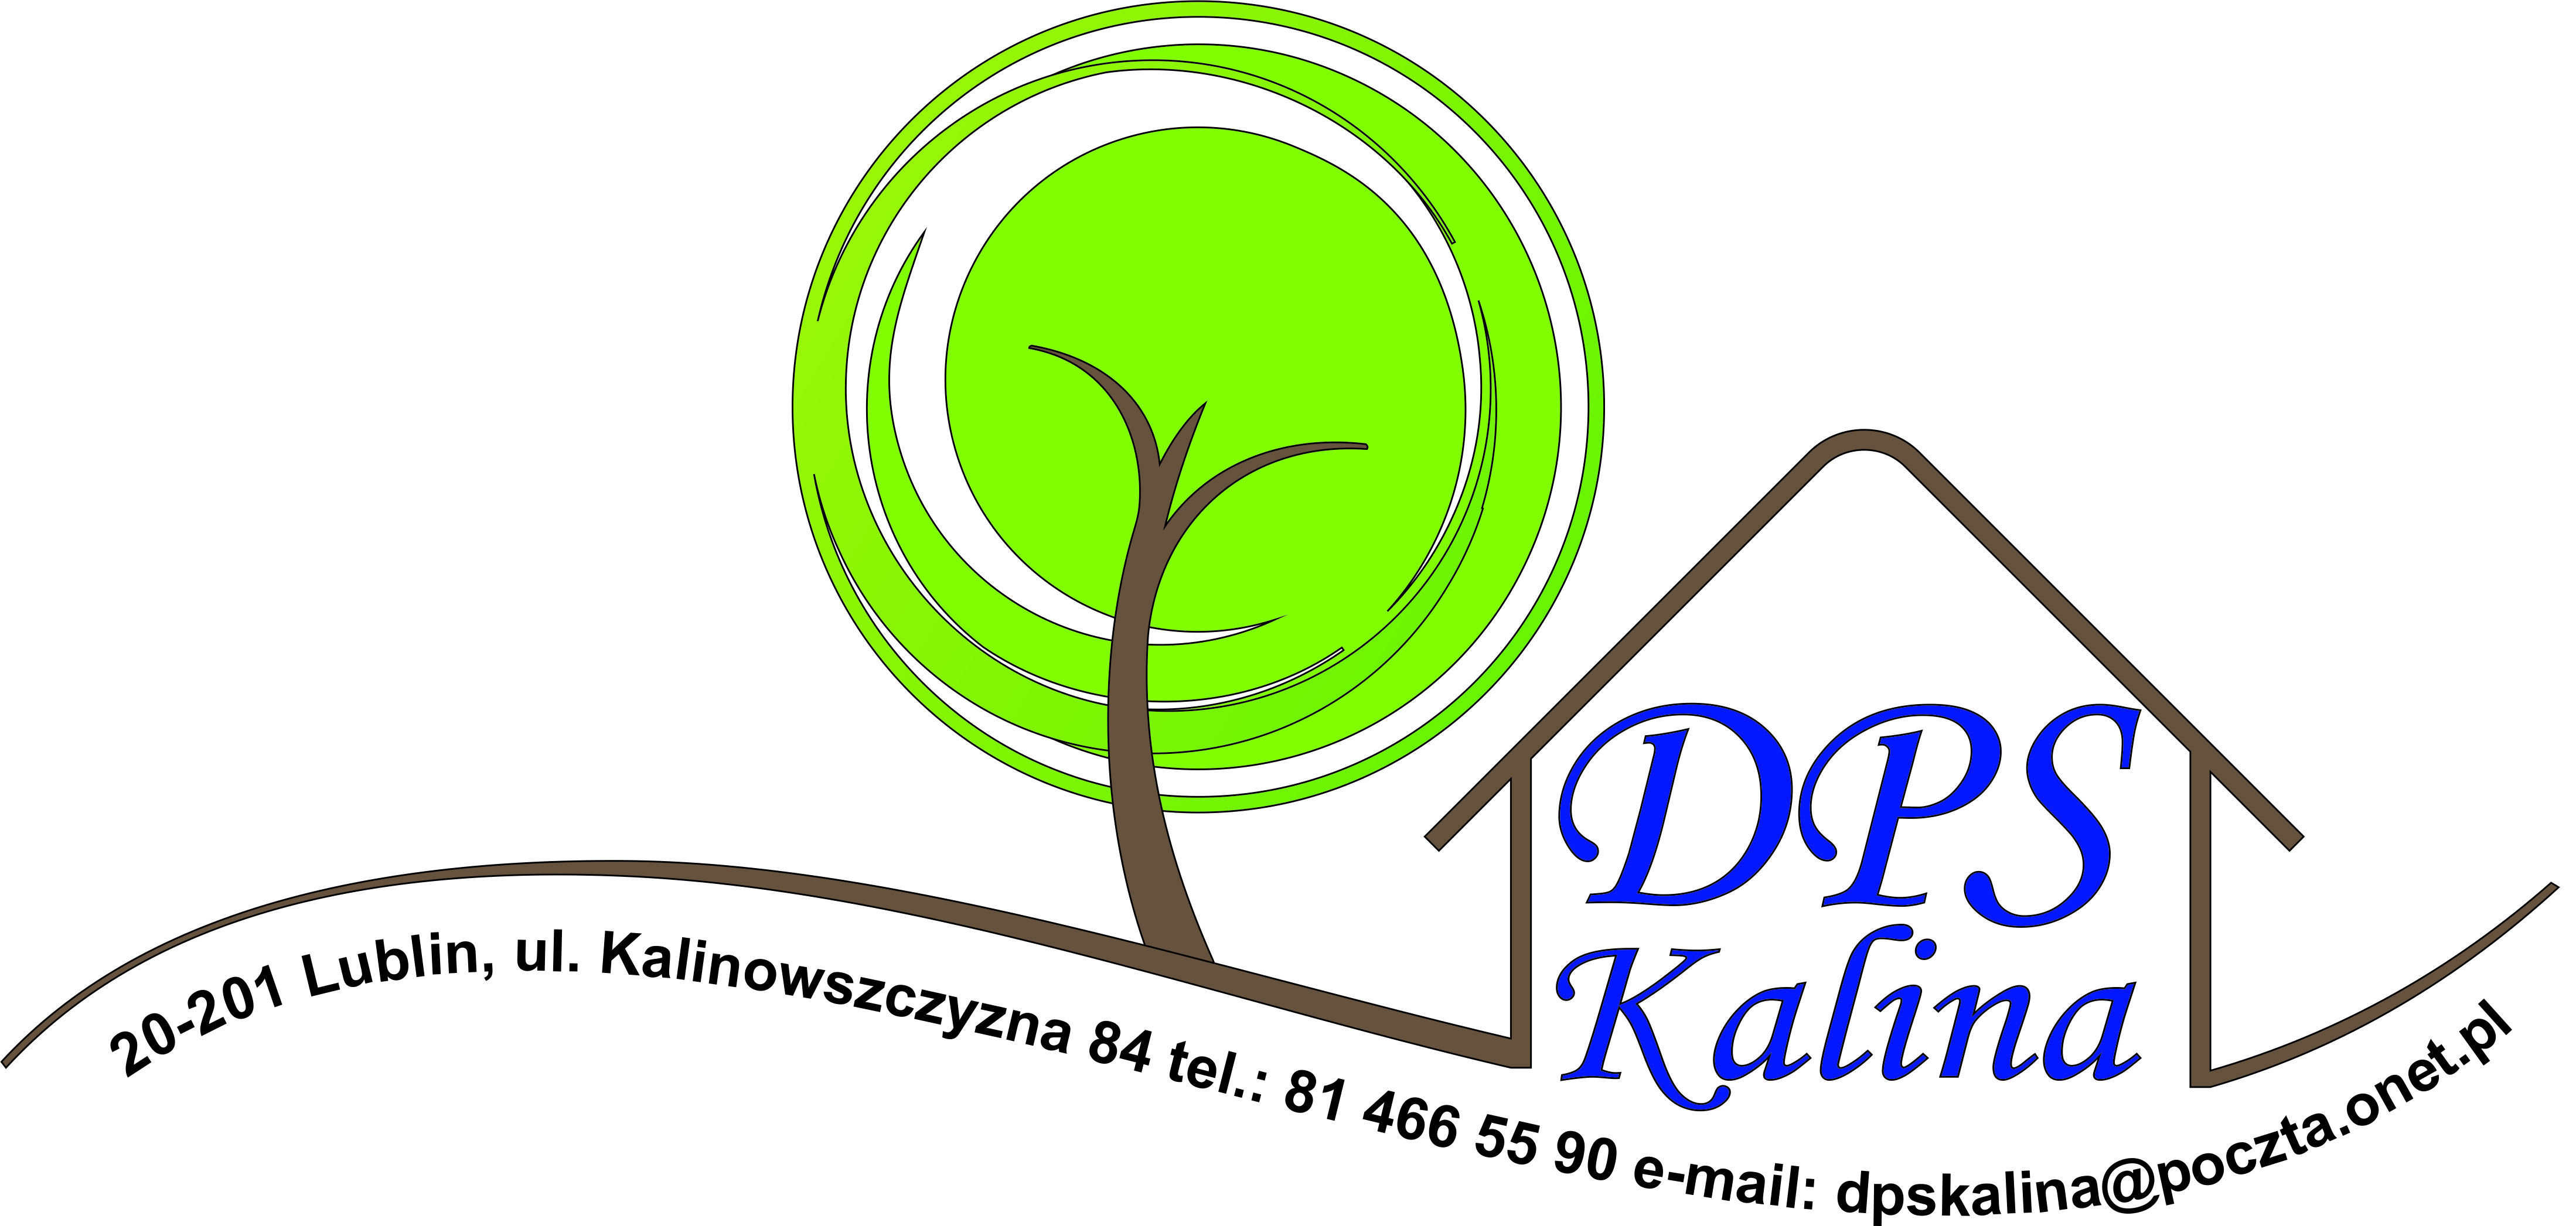 DPS
Kalina
20-201 Lublin, ul. Kalinowszczyzna 84 tel.: 81 466 55 90 e-mail: dpskalina@poczta.onet.pl